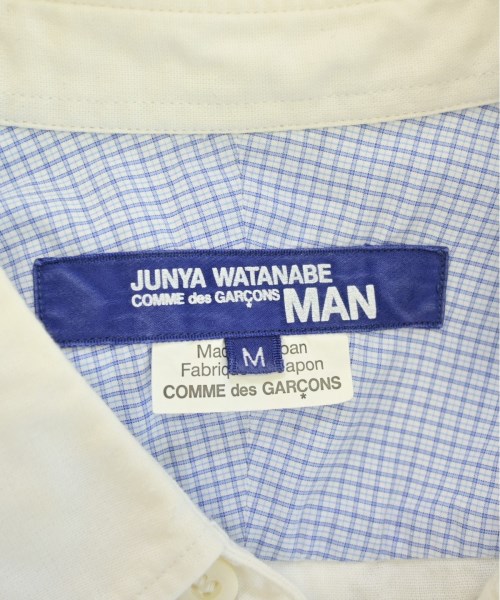 JUNYA WATANABE
COMME des GARÇONS MAN
M
COMME des GARÇONS